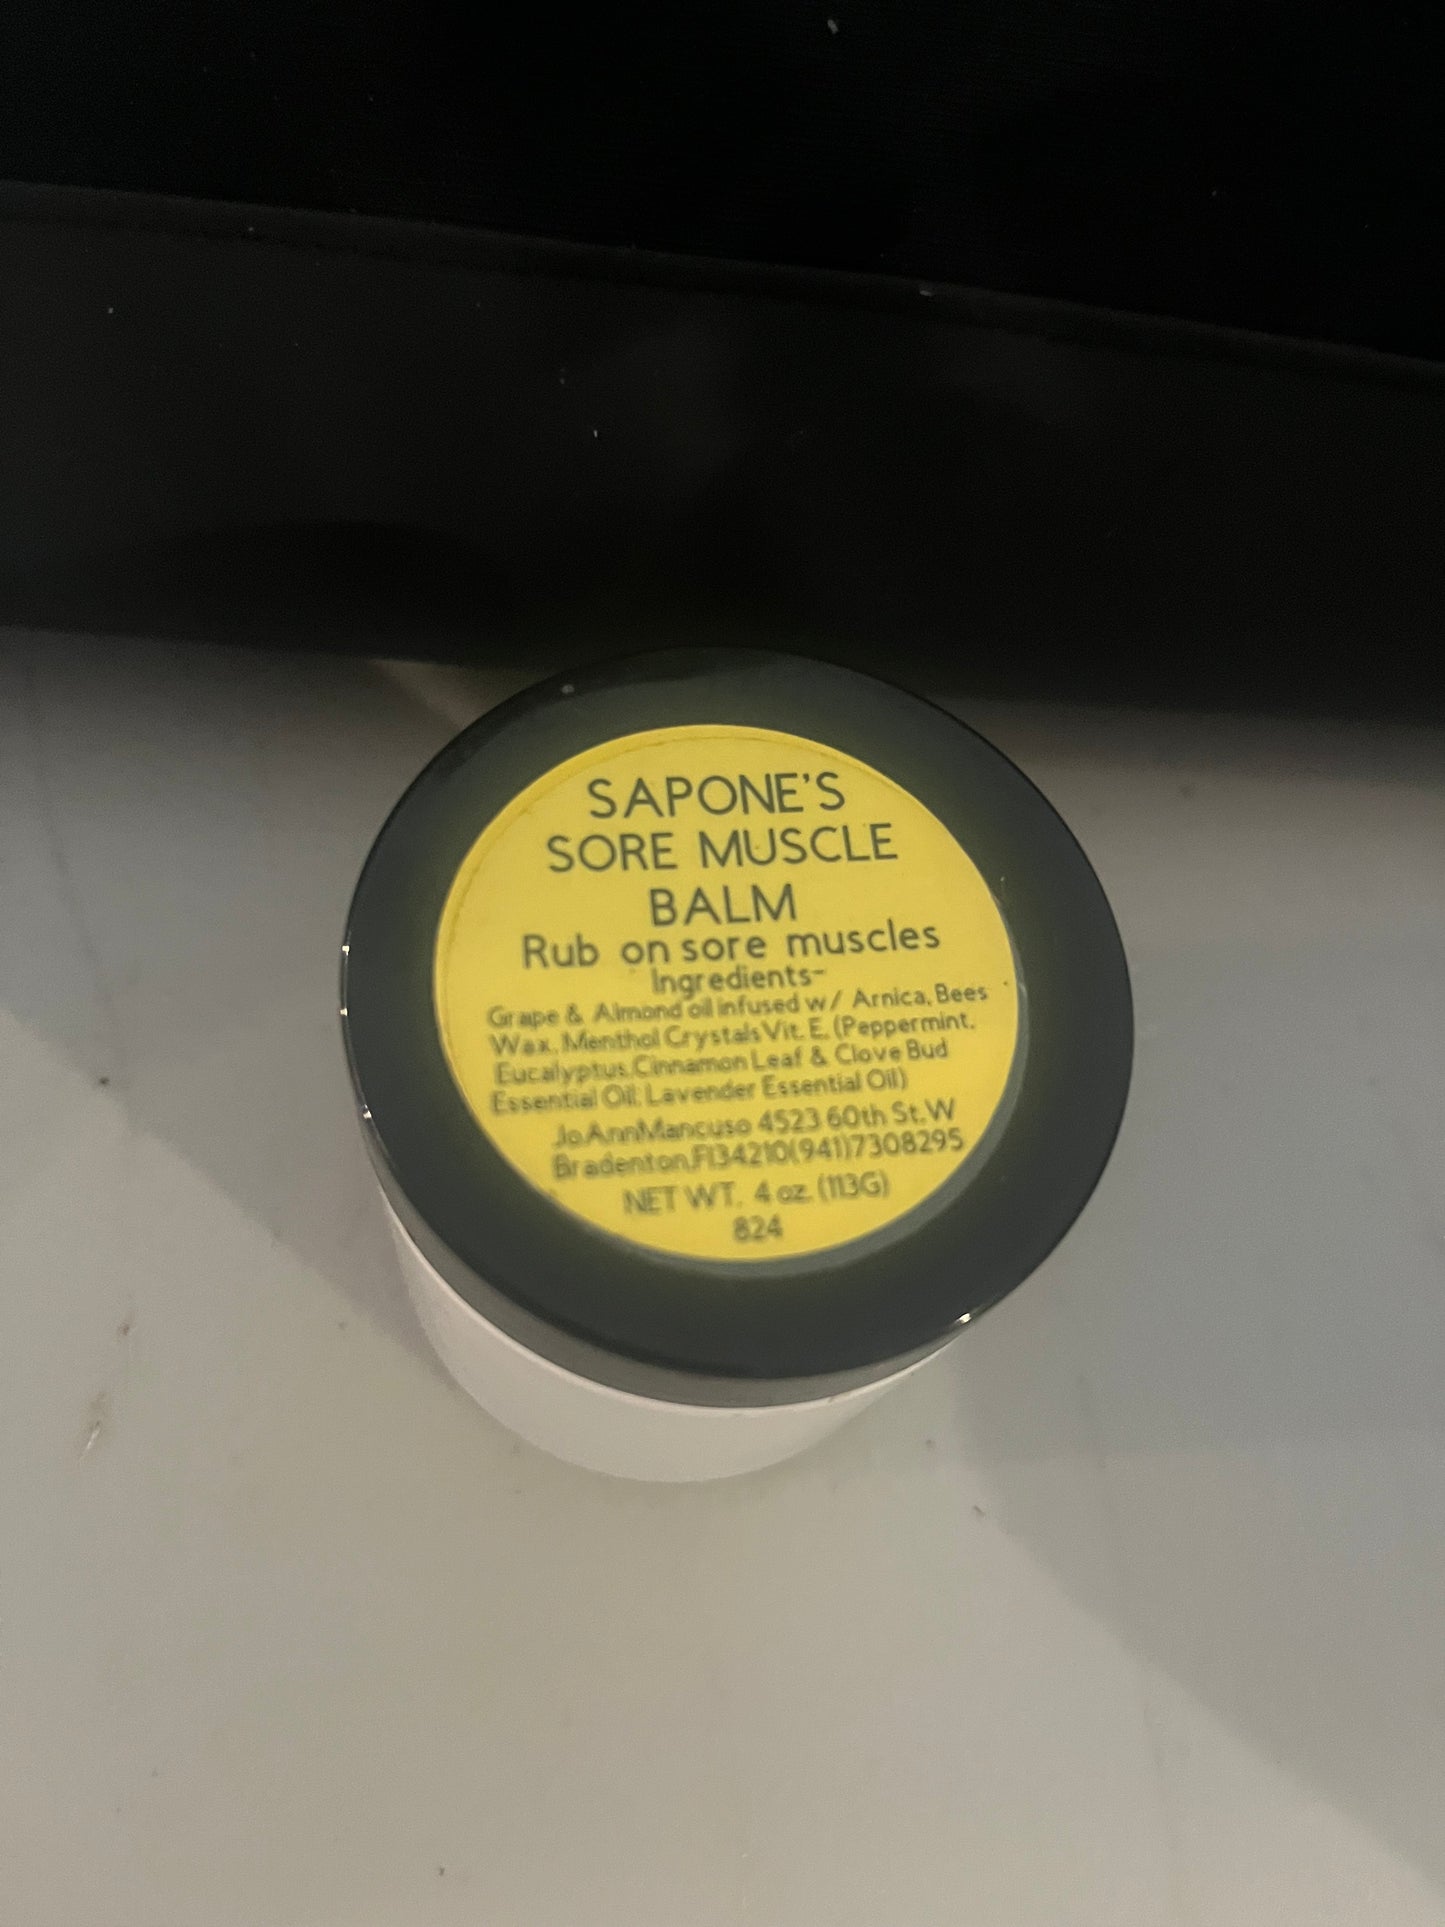 SAPONE'S
SORE MUSCLE
BALM
Rub on sore muscles
Ingredients-
Grape & Almond oil infused w/ Arnica, Bees
Wax, Menthol Crystals Vit. E, (Peppermint,
Eucalyptus, Cinnamon Leaf & Clove Bud
Essential Oil; Lavender Essential Oil)
JoAnnMancuso 4523 60th St.W
Bradenton,Fl34210(941)7308295
NET WT. 4 oz. (113G)
824